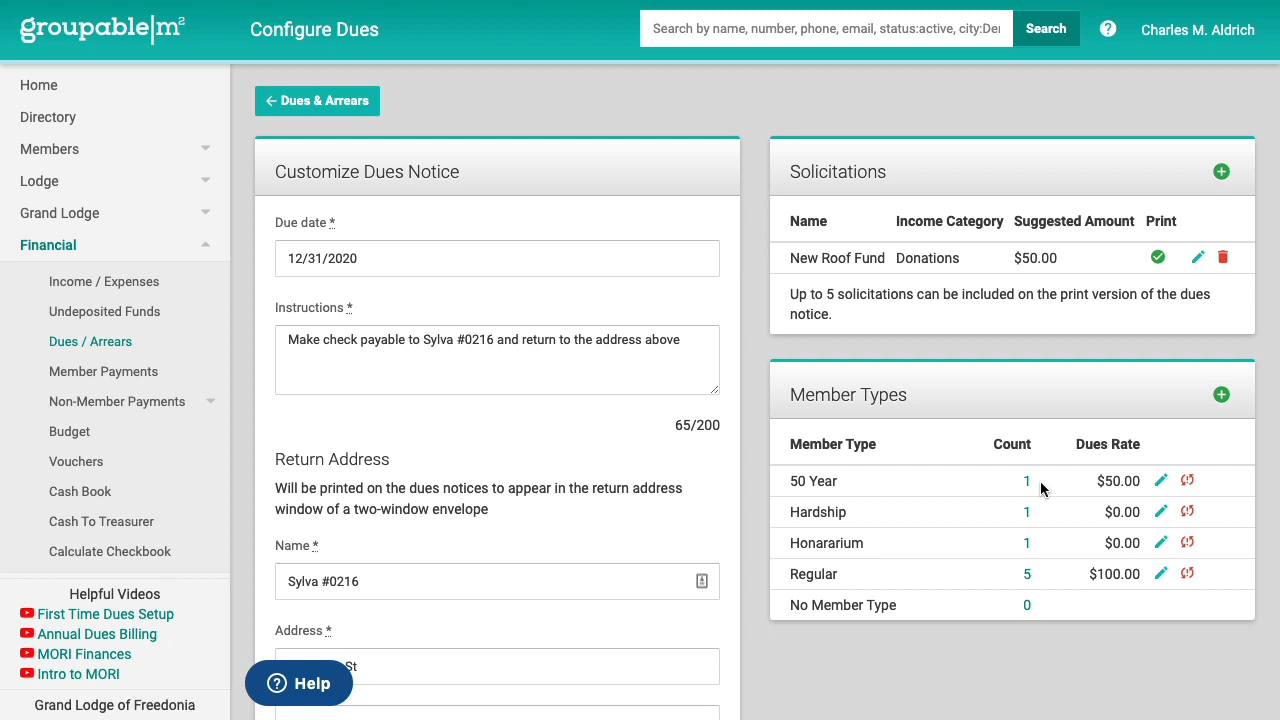 groupable|m²
Configure Dues
Search by name, number, phone, email, status:active, city:De
Search
Charles M. Aldrich
Home
Directory
Members
Lodge
Grand Lodge
Financial
Income / Expenses
Undeposited Funds
Dues / Arrears
Member Payments
Non-Member Payments
Budget
Vouchers
Cash Book
Cash To Treasurer
Calculate Checkbook
Helpful Videos
First Time Dues Setup
Annual Dues Billing
MORI Finances
Intro to MORI
Grand Lodge of Freedonia
← Dues & Arrears
Customize Dues Notice
Due date *
12/31/2020
Instructions *
Make check payable to Sylva #0216 and return to the address above
65/200
Return Address
Will be printed on the dues notices to appear in the return address
window of a two-window envelope
Name *
Sylva #0216
Address *
St
? Help
Solicitations
Name Income Category Suggested Amount Print
New Roof Fund Donations $50.00
Up to 5 solicitations can be included on the print version of the dues
notice.
Member Types
Member Type Count Dues Rate
50 Year 1 $50.00
Hardship 1 $0.00
Honararium 1 $0.00
Regular 5 $100.00
No Member Type 0